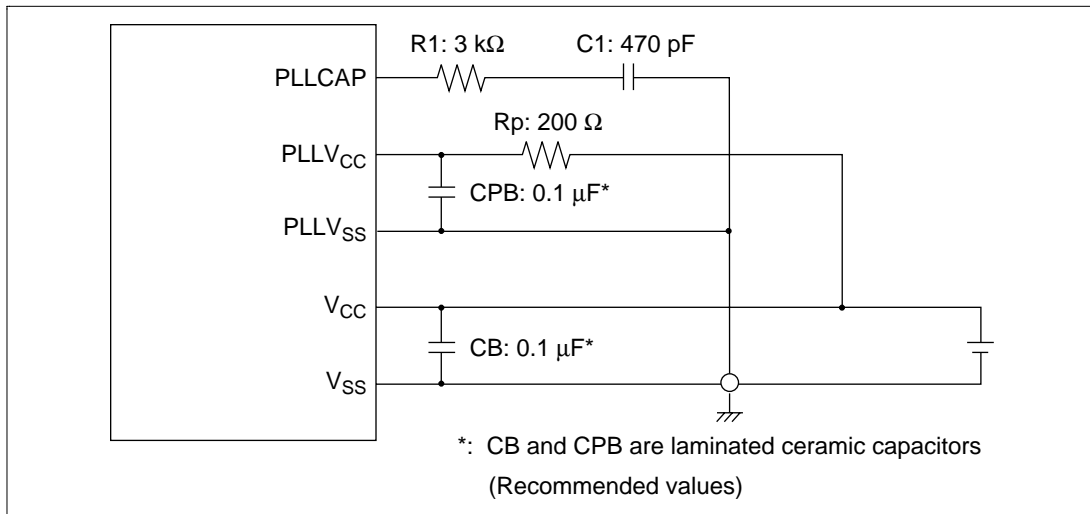 R1: 3 kΩ
C1: 470 pF
PLLCAP
Rp: 200 Ω
PLLVCC
CPB: 0.1 μF*
PLLVSS
VCC
CB: 0.1 μF*
VSS
*: CB and CPB are laminated ceramic capacitors
(Recommended values)